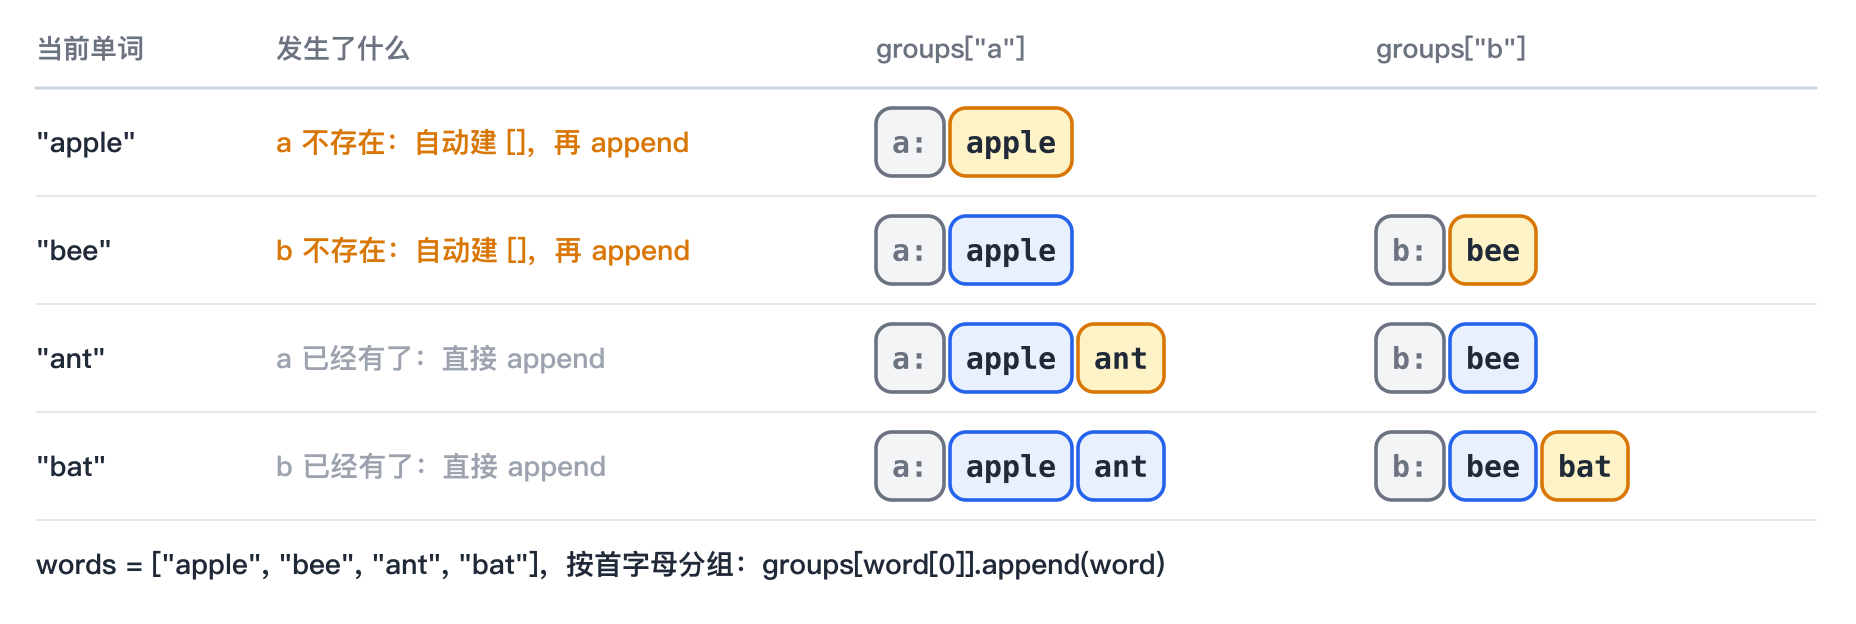 当前单词 发生了什么 groups["a"] groups["b"]
"apple" a 不存在：自动建 []，再 append a: apple
"bee" b 不存在：自动建 []，再 append a: apple b: bee
"ant" a 已经有了：直接 append a: apple ant b: bee
"bat" b 已经有了：直接 append a: apple ant b: bee bat
words = ["apple", "bee", "ant", "bat"]，按首字母分组：groups[word[0]].append(word)